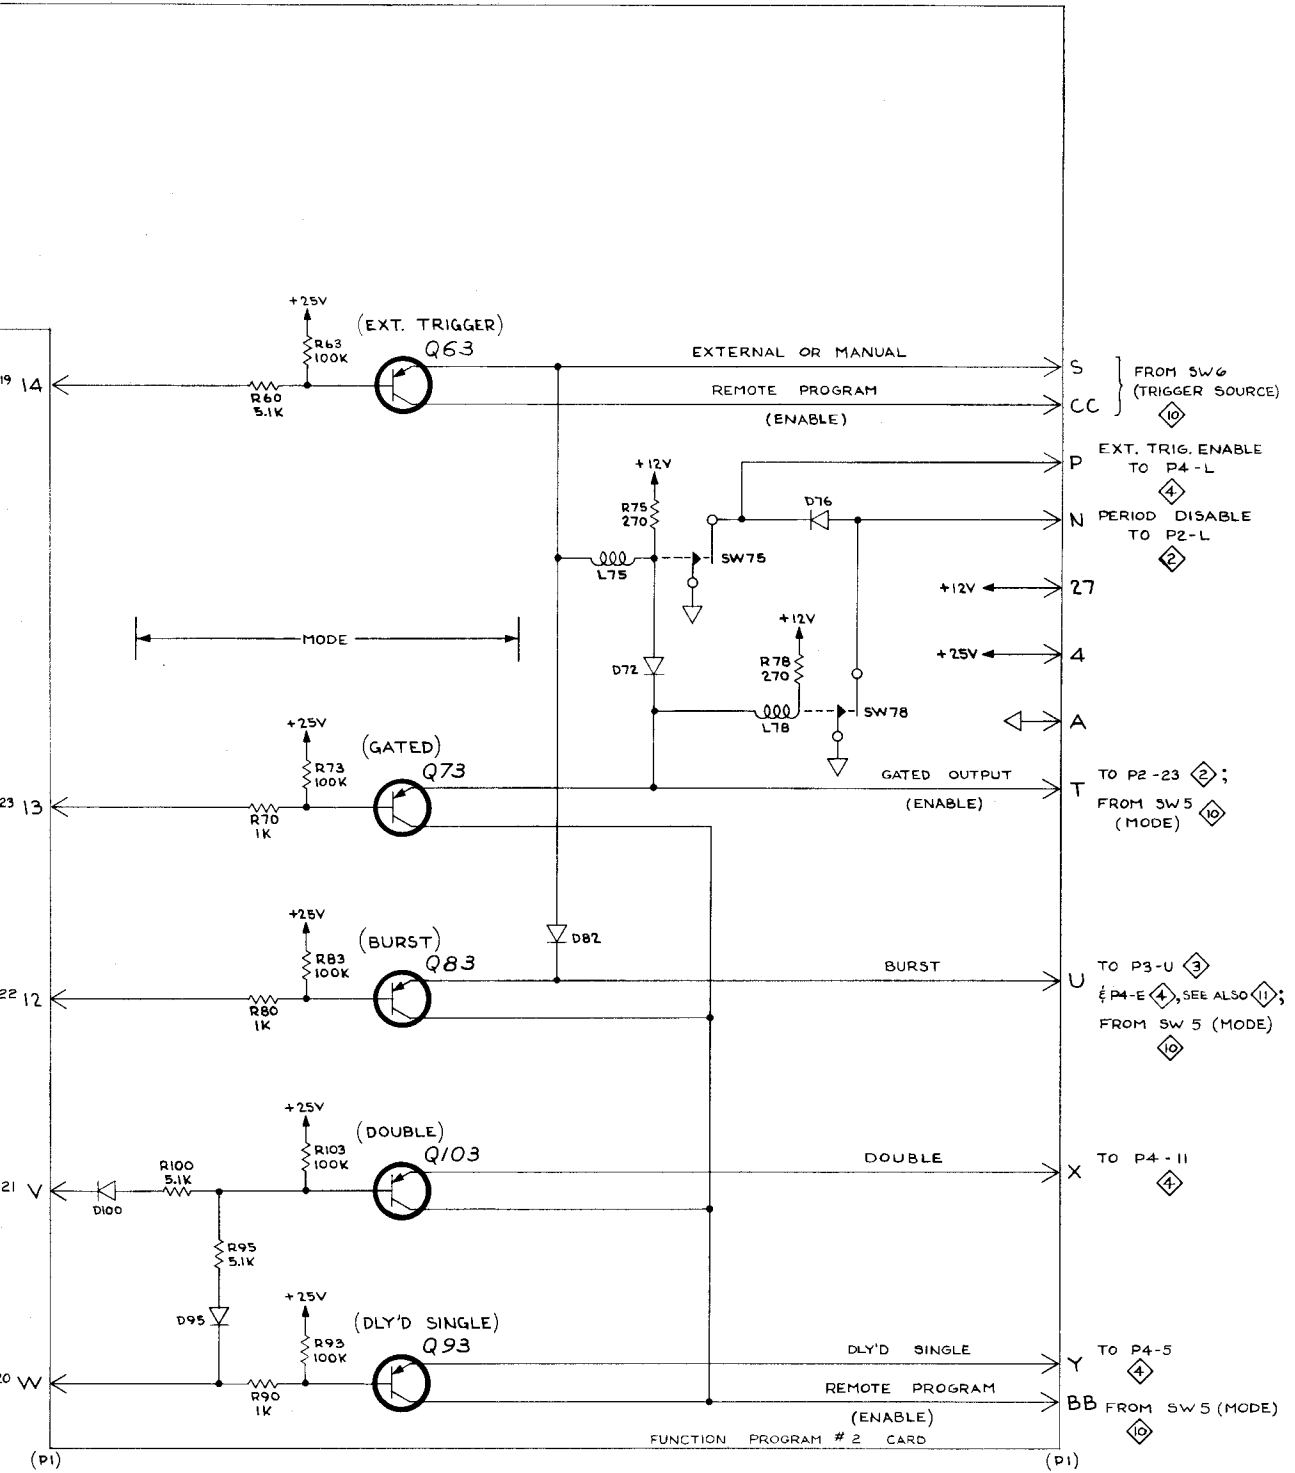 +25V
(EXT. TRIGGER)
R63
100K
Q63
EXTERNAL OR MANUAL
S
19 14
R60
5.1K
REMOTE PROGRAM
(ENABLE)
CC
FROM SW6
(TRIGGER SOURCE)
10
P
EXT. TRIG. ENABLE
TO P4-L
4
+12V
R75
270
D76
N
PERIOD DISABLE
TO P2-L
2
L75
SW75
+12V
27
MODE
+12V
+25V
4
D72
R78
270
L78
SW78
A
+25V
(GATED)
R73
100K
Q73
GATED OUTPUT
(ENABLE)
T
TO P2-23 2;
FROM SW5 10
(MODE)
23 13
R70
1K
+25V
D82
(BURST)
R83
100K
Q83
BURST
U
TO P3-U 3
& P4-E 4, SEE ALSO 11;
FROM SW 5 (MODE)
10
22 12
R80
1K
+25V
(DOUBLE)
R103
100K
Q103
DOUBLE
X
TO P4-11
4
21 V
D100
R100
5.1K
R95
5.1K
D95
+25V
(DLY'D SINGLE)
R93
100K
Q93
DLY'D SINGLE
Y
TO P4-5
4
20 W
R90
1K
REMOTE PROGRAM
(ENABLE)
BB
FROM SW5 (MODE)
10
FUNCTION PROGRAM #2 CARD
(P1)
(P1)